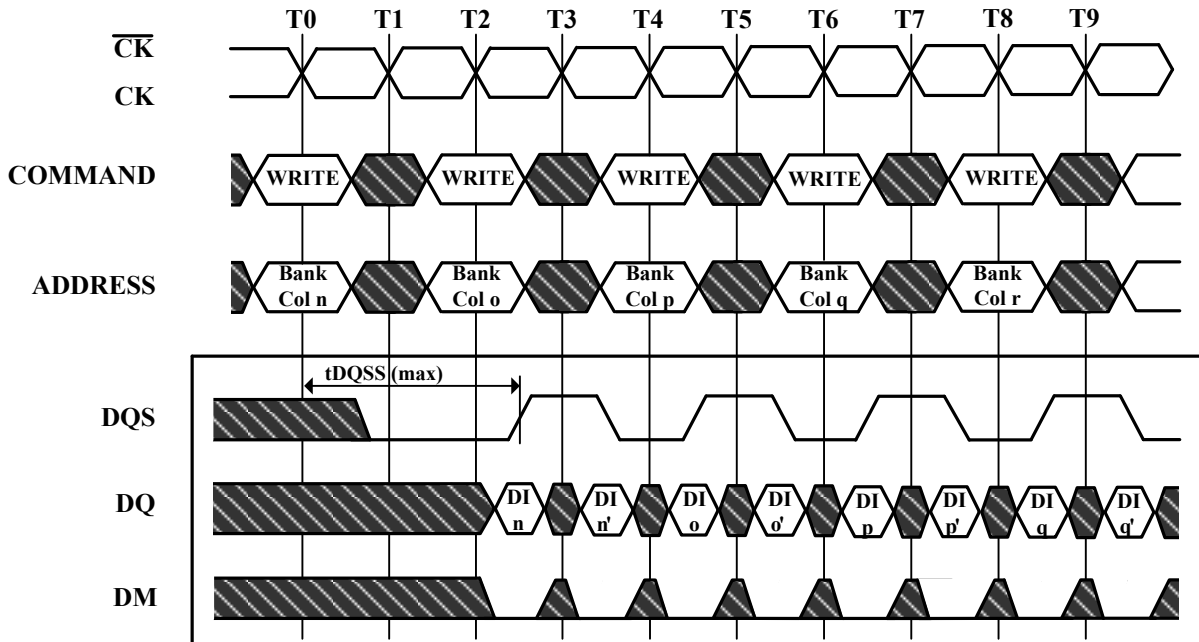 T0 T1 T2 T3 T4 T5 T6 T7 T8 T9
CK
CK
COMMAND WRITE WRITE WRITE WRITE WRITE
ADDRESS Bank Bank Bank Bank Bank
Col n Col o Col p Col q Col r
tDQSS (max)
DQS
DQ DI DI DI DI DI DI DI DI
n n' o o' p p' q q'
DM